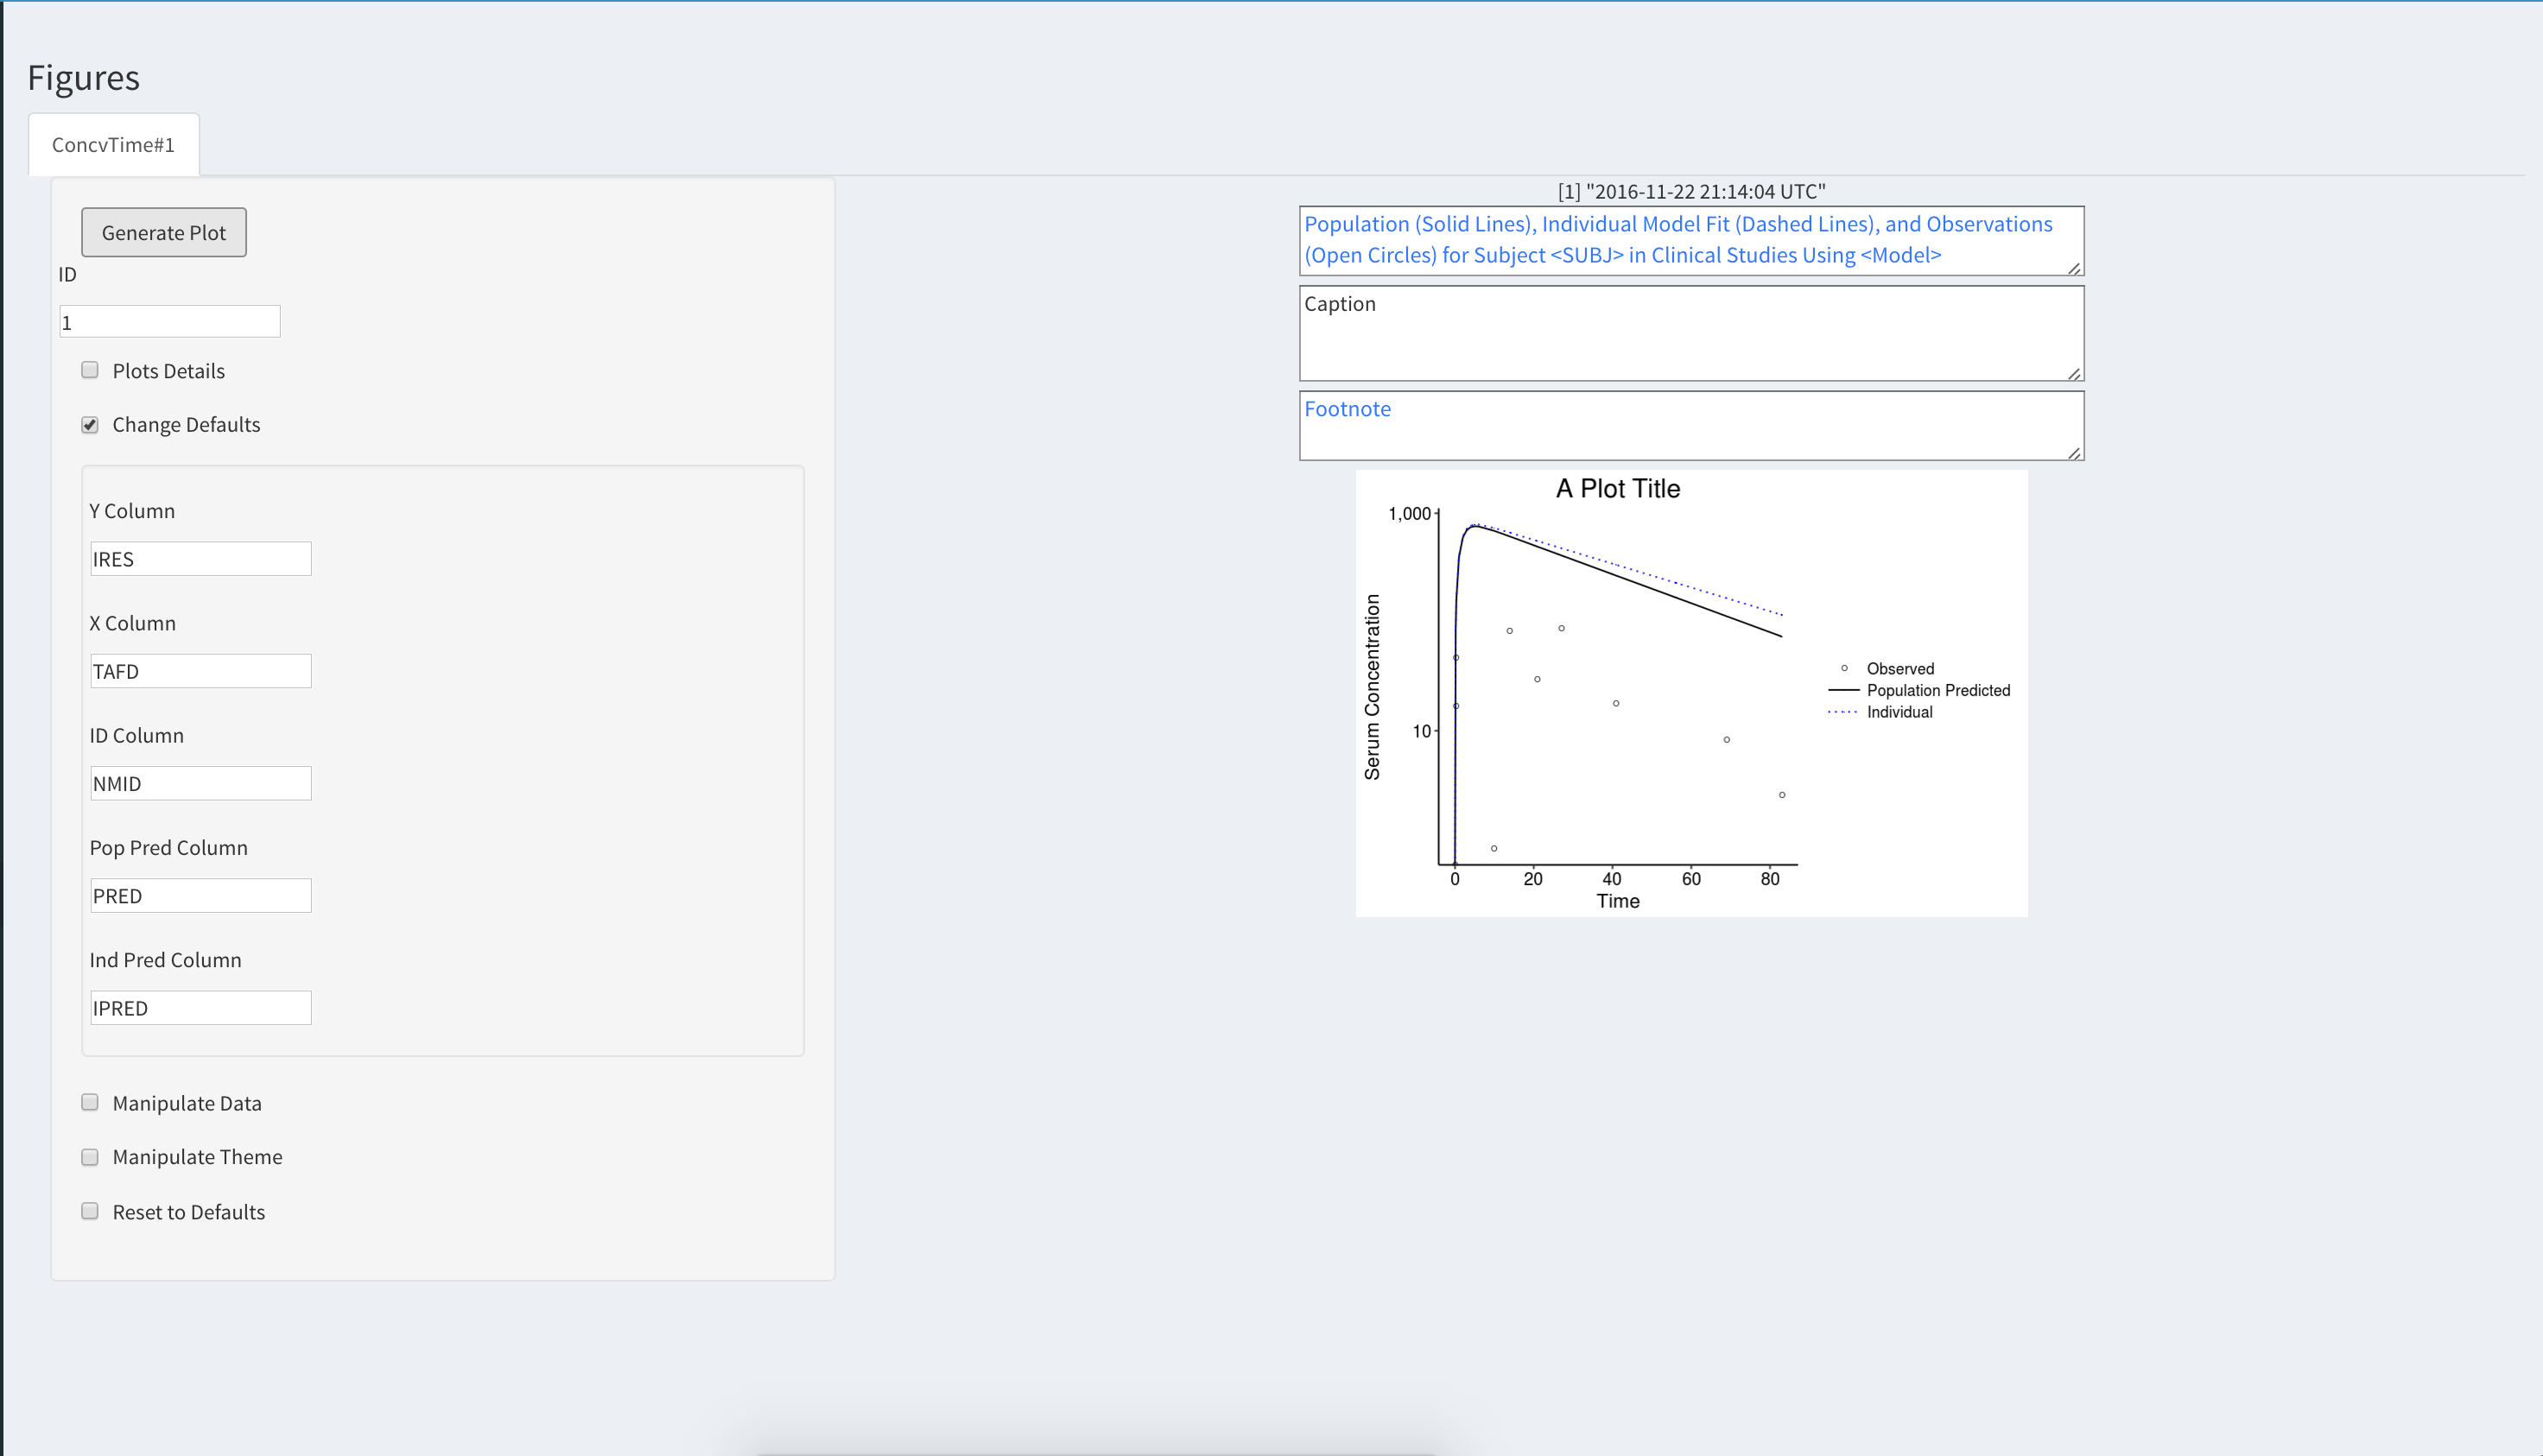 Figures
ConcvTime#1
Generate Plot
ID
1
Plots Details
Change Defaults
Y Column
IRES
X Column
TAFD
ID Column
NMID
Pop Pred Column
PRED
Ind Pred Column
IPRED
Manipulate Data
Manipulate Theme
Reset to Defaults
[1] "2016-11-22 21:14:04 UTC"
Population (Solid Lines), Individual Model Fit (Dashed Lines), and Observations
(Open Circles) for Subject <SUBJ> in Clinical Studies Using <Model>
Caption
Footnote
A Plot Title
1,000
10
Serum Concentration
0 20 40 60 80
Time
Observed
Population Predicted
Individual